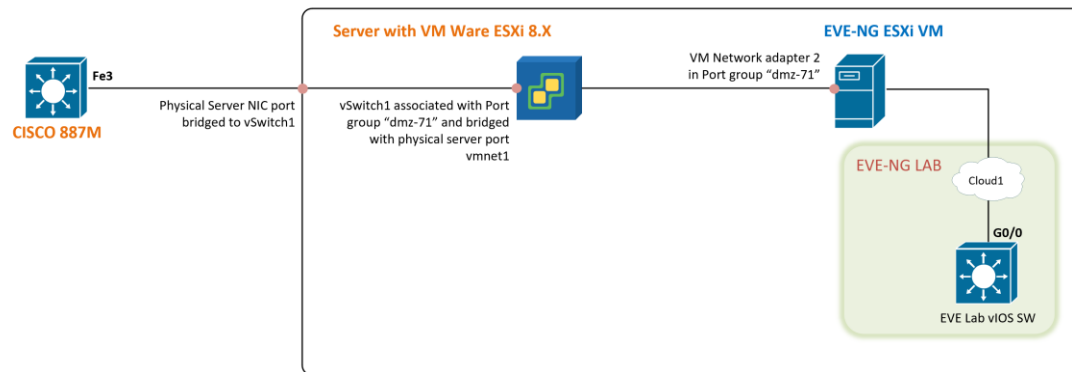 Server with VM Ware ESXi 8.X
EVE-NG ESXi VM
VM Network adapter 2
in Port group “dmz-71”
Fe3
CISCO 887M
Physical Server NIC port
bridged to vSwitch1
vSwitch1 associated with Port
group “dmz-71” and bridged
with physical server port
vmnet1
EVE-NG LAB
Cloud1
G0/0
EVE Lab vIOS SW